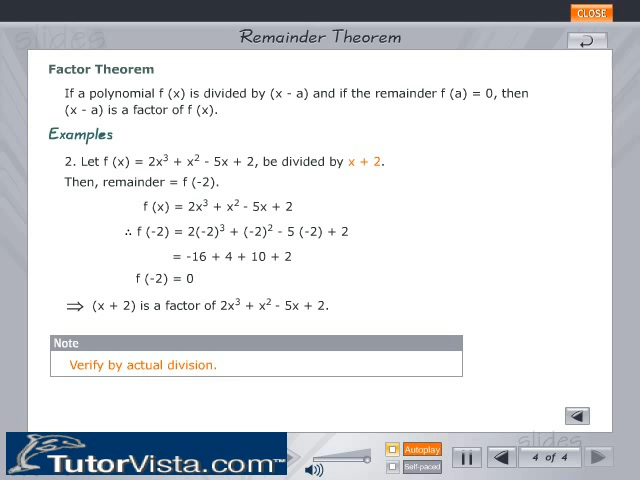 CLOSE
slides
Remainder Theorem
Factor Theorem
If a polynomial f (x) is divided by (x - a) and if the remainder f (a) = 0, then
(x - a) is a factor of f (x).
Examples
2. Let f (x) = 2x³ + x² - 5x + 2, be divided by x + 2.
Then, remainder = f (-2).
f (x) = 2x³ + x² - 5x + 2
∴ f (-2) = 2(-2)³ + (-2)² - 5 (-2) + 2
= -16 + 4 + 10 + 2
f (-2) = 0
⇒ (x + 2) is a factor of 2x³ + x² - 5x + 2.
Note
Verify by actual division.
slides
TutorVista.com™
Autoplay
Self-paced
4 of 4